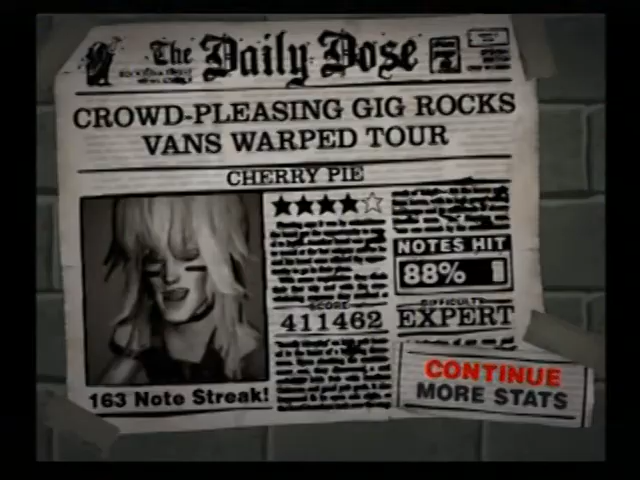 The Daily Dose
CROWD-PLEASING GIG ROCKS
VANS WARPED TOUR
CHERRY PIE
NOTES HIT
88%
SCORE
411462
DIFFICULTY
EXPERT
163 Note Streak!
CONTINUE
MORE STATS